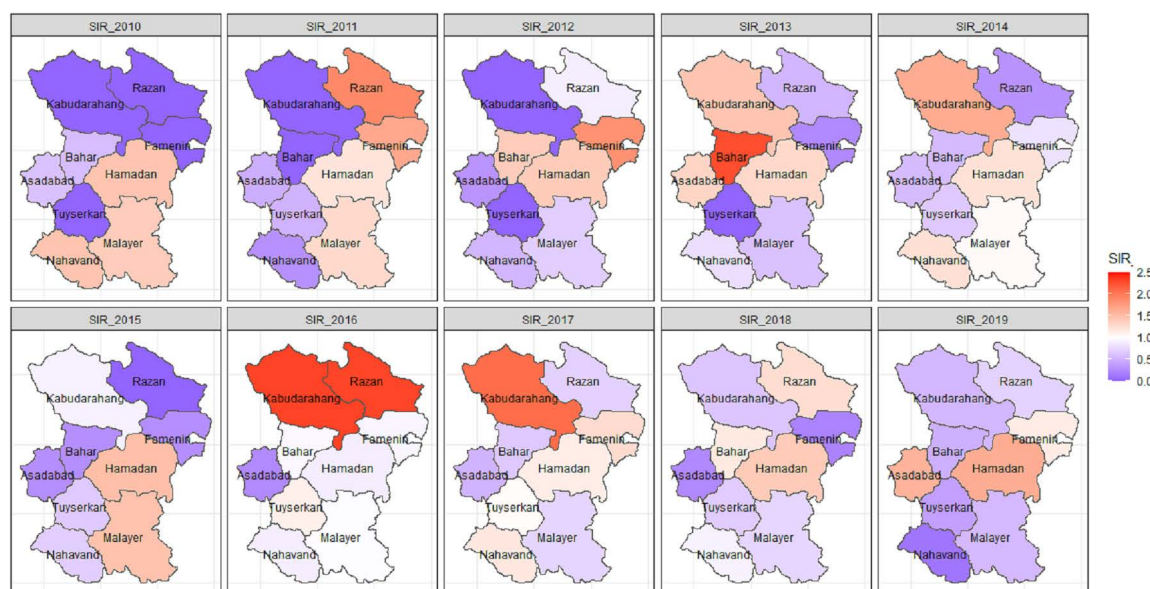 SIR_2010 SIR_2011 SIR_2012 SIR_2013 SIR_2014
Razan Razan Razan Razan Razan
Kabudarahang Kabudarahang Kabudarahang Kabudarahang Kabudarahang
Famenin Famenin Famenin Famenin Famenin
Bahar Bahar Bahar Bahar Bahar
Asadabad Hamadan Asadabad Hamadan Asadabad Hamadan Asadabad Hamadan Asadabad Hamadan
Tuyserkan Tuyserkan Tuyserkan Tuyserkan Tuyserkan
Malayer Malayer Malayer Malayer Malayer
Nahavand Nahavand Nahavand Nahavand Nahavand
SIR_
2.5
2.0
1.5
1.0
0.5
0.0
SIR_2015 SIR_2016 SIR_2017 SIR_2018 SIR_2019
Razan Razan Razan Razan Razan
Kabudarahang Kabudarahang Kabudarahang Kabudarahang Kabudarahang
Famenin Famenin Famenin Famenin Famenin
Bahar Bahar Bahar Bahar Bahar
Asadabad Hamadan Asadabad Hamadan Asadabad Hamadan Asadabad Hamadan Asadabad Hamadan
Tuyserkan Tuyserkan Tuyserkan Tuyserkan Tuyserkan
Malayer Malayer Malayer Malayer Malayer
Nahavand Nahavand Nahavand Nahavand Nahavand